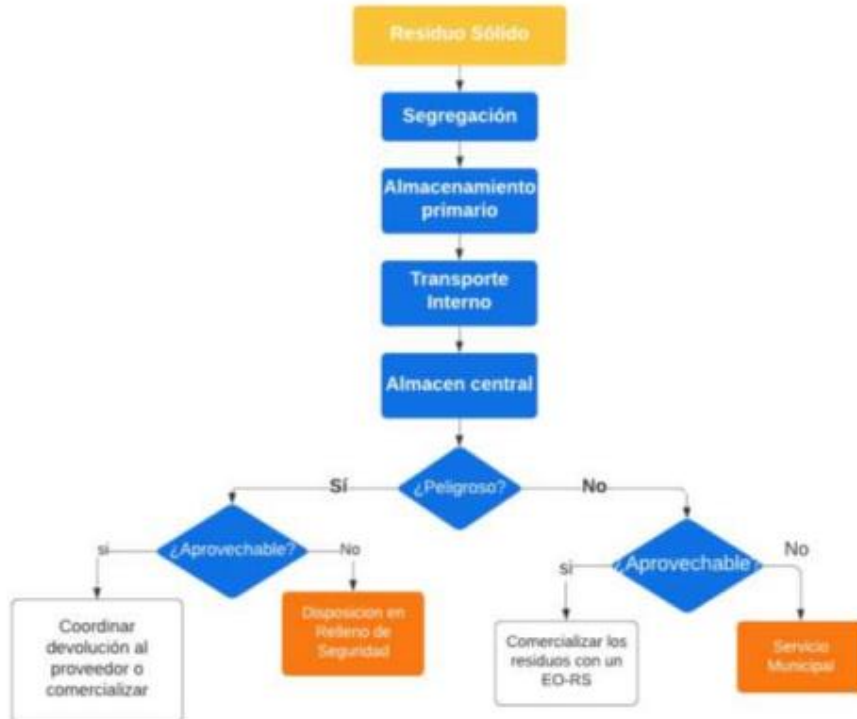 Residuo Sólido
Segregación
Almacenamiento
primario
Transporte
Interno
Almacen central
¿Peligroso?
Sí
No
¿Aprovechable?
si
No
¿Aprovechable?
si
No
Coordinar
devolución al
proveedor o
comercializar
Disposicion en
Relleno de
Seguridad
Comercializar los
residuos con un
EO-RS
Servicio
Municipal